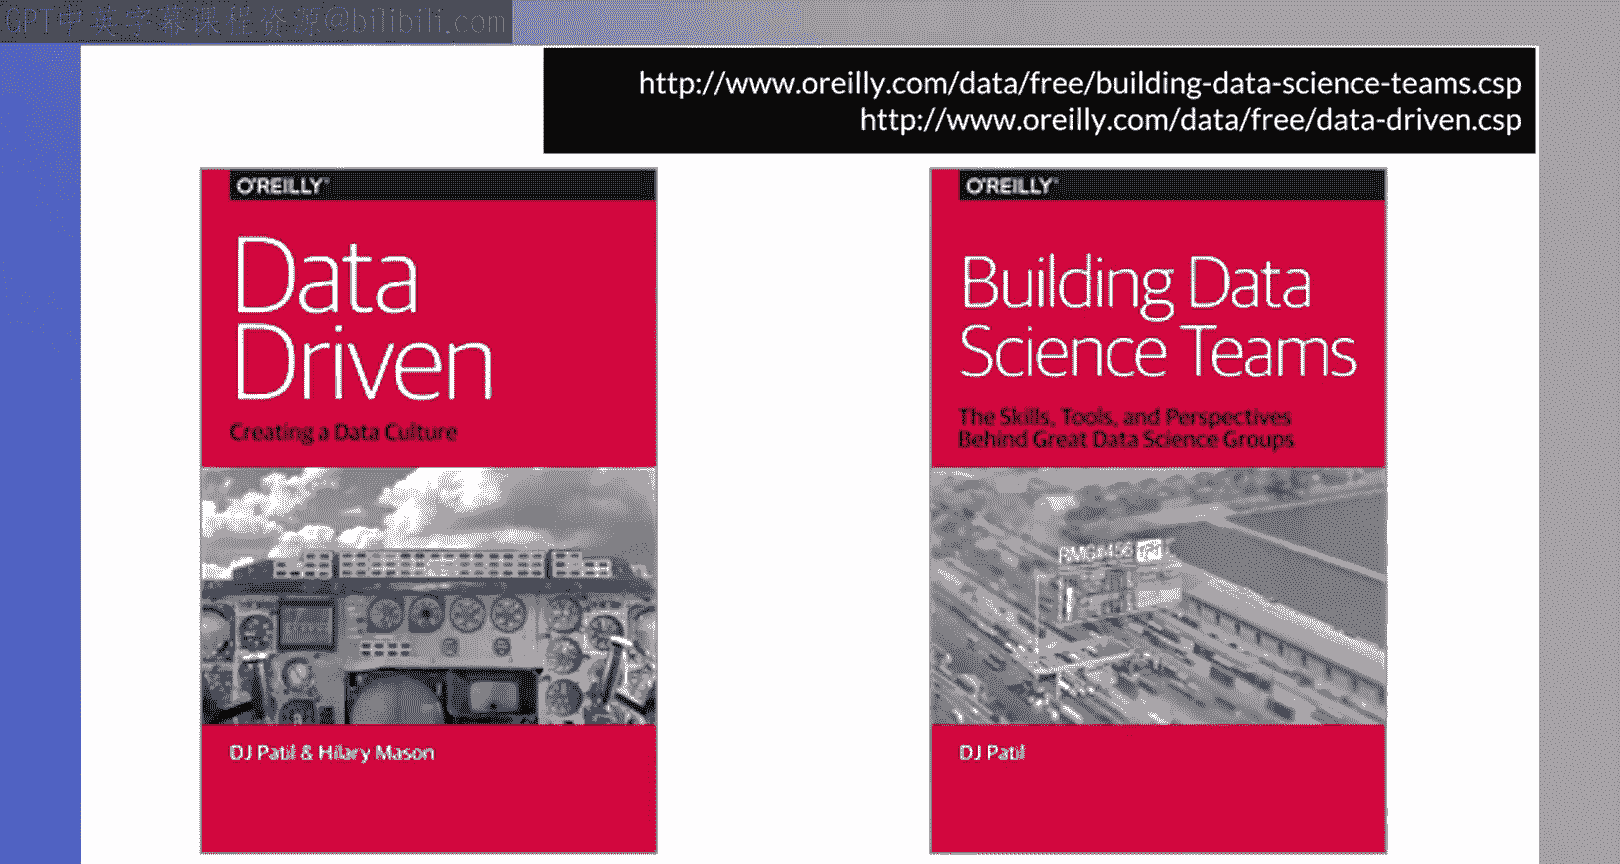 GPT中英字幕课程资源@bilibili.com
http://www.oreilly.com/data/free/building-data-science-teams.csp
http://www.oreilly.com/data/free/data-driven.csp
O'REILLY®
Data
Driven
Creating a Data Culture
DJ Patil & Hilary Mason
O'REILLY®
Building Data
Science Teams
The Skills, Tools, and Perspectives
Behind Great Data Science Groups
DJ Patil